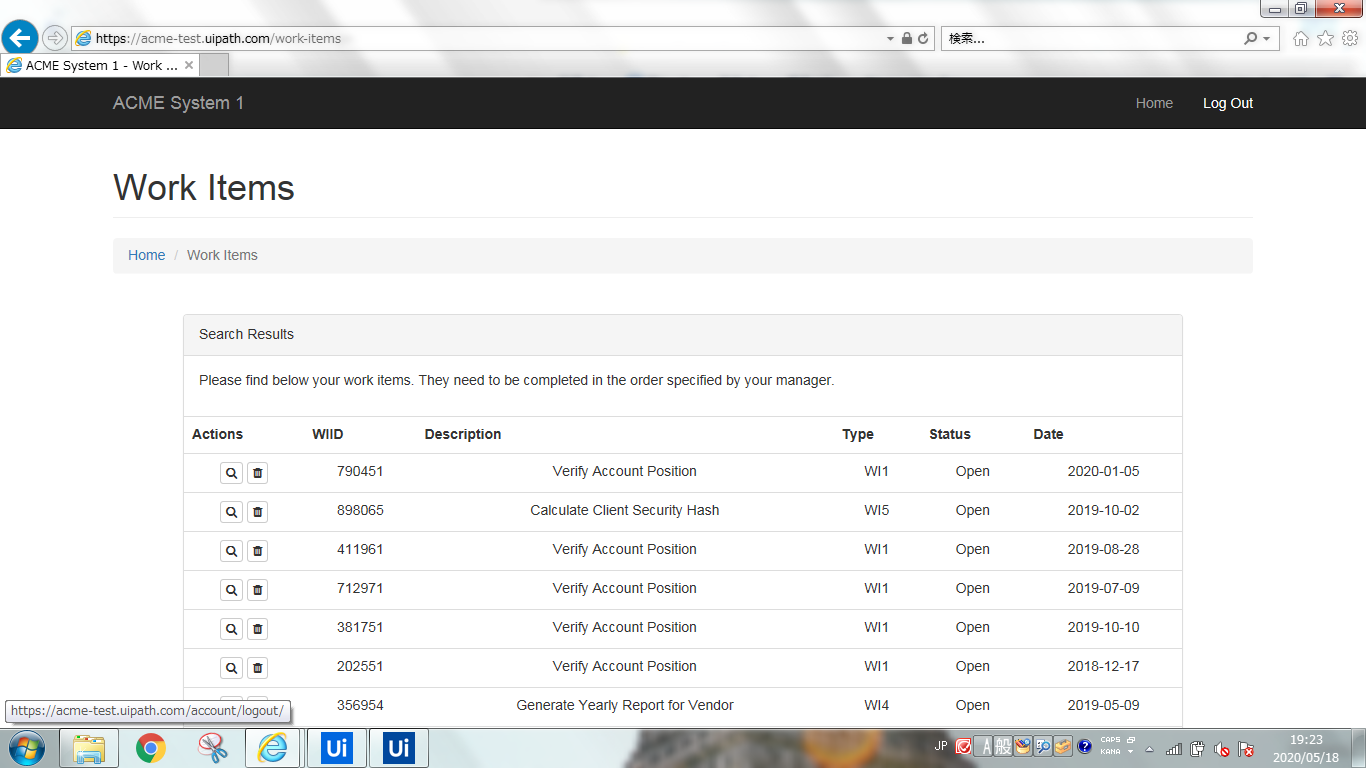 https://acme-test.uipath.com/work-items
検索...
ACME System 1 - Work ...
ACME System 1
Home
Log Out
Work Items
Home / Work Items
Search Results
Please find below your work items. They need to be completed in the order specified by your manager.
Actions WIID Description Type Status Date
790451 Verify Account Position WI1 Open 2020-01-05
898065 Calculate Client Security Hash WI5 Open 2019-10-02
411961 Verify Account Position WI1 Open 2019-08-28
712971 Verify Account Position WI1 Open 2019-07-09
381751 Verify Account Position WI1 Open 2019-10-10
202551 Verify Account Position WI1 Open 2018-12-17
356954 Generate Yearly Report for Vendor WI4 Open 2019-05-09
https://acme-test.uipath.com/account/logout/
Ui
Ui
JP
A 般
CAPS
KANA
19:23
2020/05/18